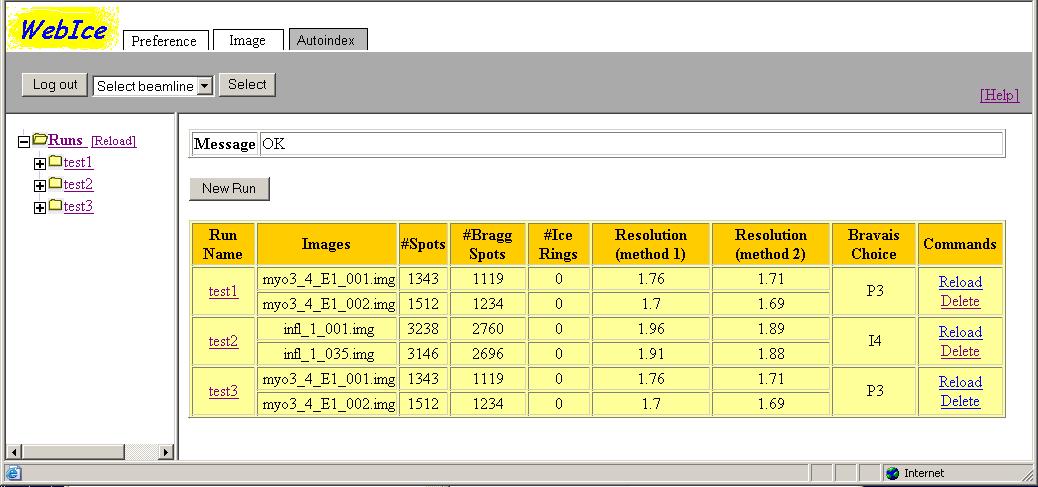 WebIce
Preference Image Autoindex
Log out Select beamline Select
[Help]
Runs [Reload]
test1
test2
test3
Message OK
New Run
Run Name Images #Spots #Bragg Spots #Ice Rings Resolution (method 1) Resolution (method 2) Bravais Choice Commands
test1 myo3_4_E1_001.img 1343 1119 0 1.76 1.71 P3 Reload Delete
myo3_4_E1_002.img 1512 1234 0 1.7 1.69
test2 infl_1_001.img 3238 2760 0 1.96 1.89 I4 Reload Delete
infl_1_035.img 3146 2696 0 1.91 1.88
test3 myo3_4_E1_001.img 1343 1119 0 1.76 1.71 P3 Reload Delete
myo3_4_E1_002.img 1512 1234 0 1.7 1.69
Internet